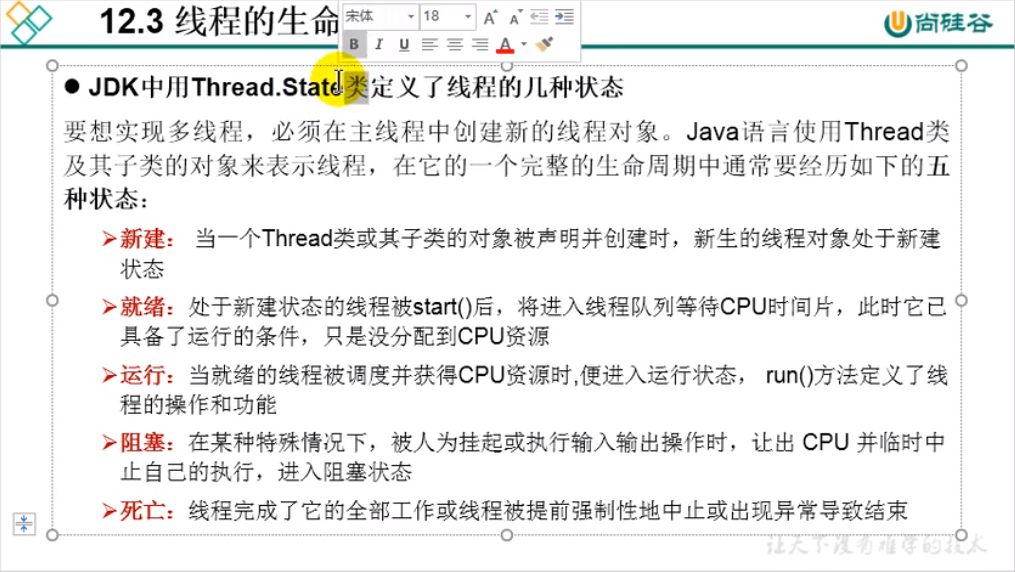 12.3 线程的生命
宋体 18
B I U A
尚硅谷
JDK中用Thread.State类定义了线程的几种状态
要想实现多线程，必须在主线程中创建新的线程对象。Java语言使用Thread类
及其子类的对象来表示线程，在它的一个完整的生命周期中通常要经历如下的五
种状态：
新建： 当一个Thread类或其子类的对象被声明并创建时，新生的线程对象处于新建
状态
就绪：处于新建状态的线程被start()后，将进入线程队列等待CPU时间片，此时它已
具备了运行的条件，只是没分配到CPU资源
运行：当就绪的线程被调度并获得CPU资源时,便进入运行状态， run()方法定义了线
程的操作和功能
阻塞：在某种特殊情况下，被人为挂起或执行输入输出操作时，让出 CPU 并临时中
止自己的执行，进入阻塞状态
死亡：线程完成了它的全部工作或线程被提前强制性地中止或出现异常导致结束
让天下没有难学的技术